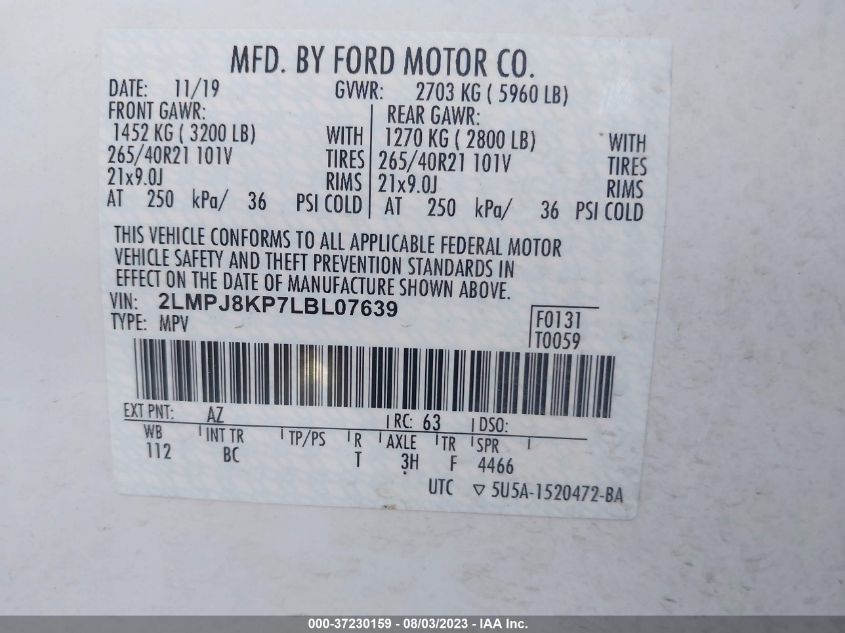 MFD. BY FORD MOTOR CO.
DATE: 11/19 GVWR: 2703 KG ( 5960 LB)
FRONT GAWR: REAR GAWR:
1452 KG ( 3200 LB) WITH 1270 KG ( 2800 LB) WITH
265/40R21 101V TIRES 265/40R21 101V TIRES
21x9.0J RIMS 21x9.0J RIMS
AT 250 kPa/ 36 PSI COLD AT 250 kPa/ 36 PSI COLD
THIS VEHICLE CONFORMS TO ALL APPLICABLE FEDERAL MOTOR
VEHICLE SAFETY AND THEFT PREVENTION STANDARDS IN
EFFECT ON THE DATE OF MANUFACTURE SHOWN ABOVE.
VIN: 2LMPJ8KP7LBL07639
TYPE: MPV F0131
T0059
EXT PNT: AZ RC: 63 DSO:
WB INT TR TP/PS R AXLE TR SPR
112 BC T 3H F 4466
UTC ▽ 5U5A-1520472-BA
000-37230159 - 08/03/2023 - IAA Inc.